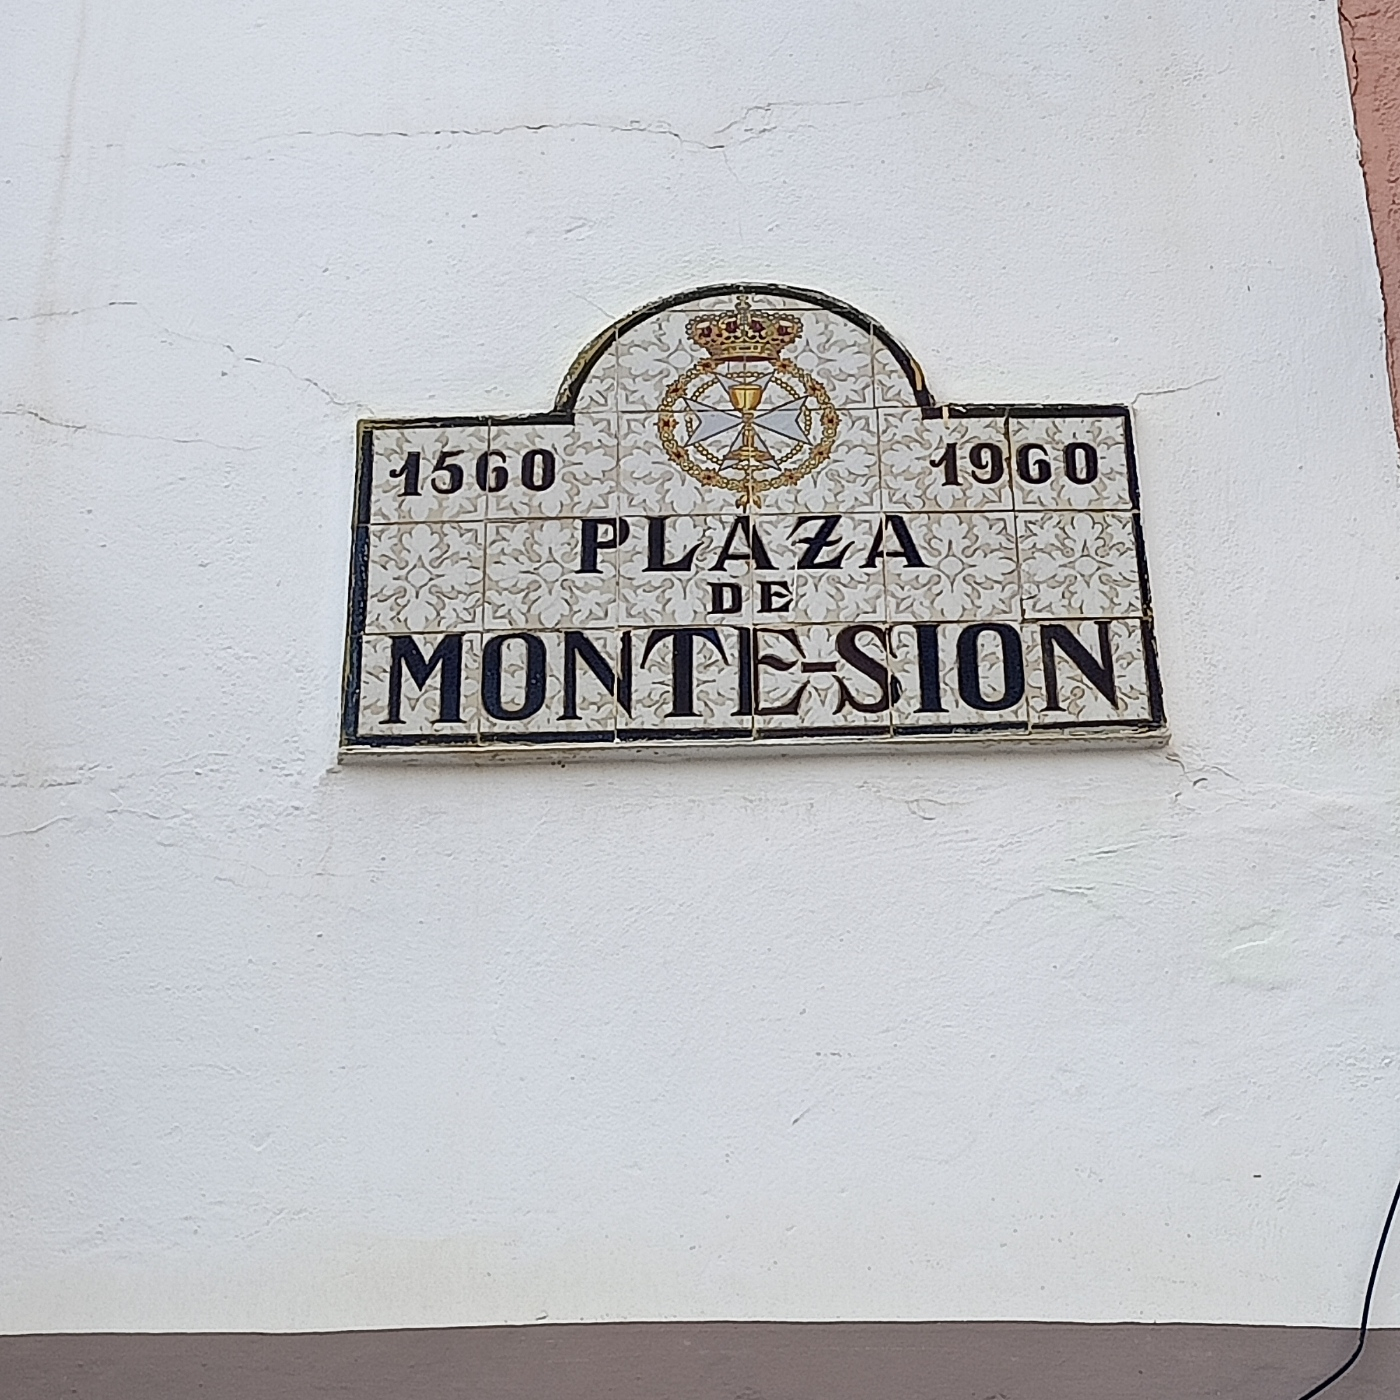 1560 1960
PLAZA
DE
MONTE-SION